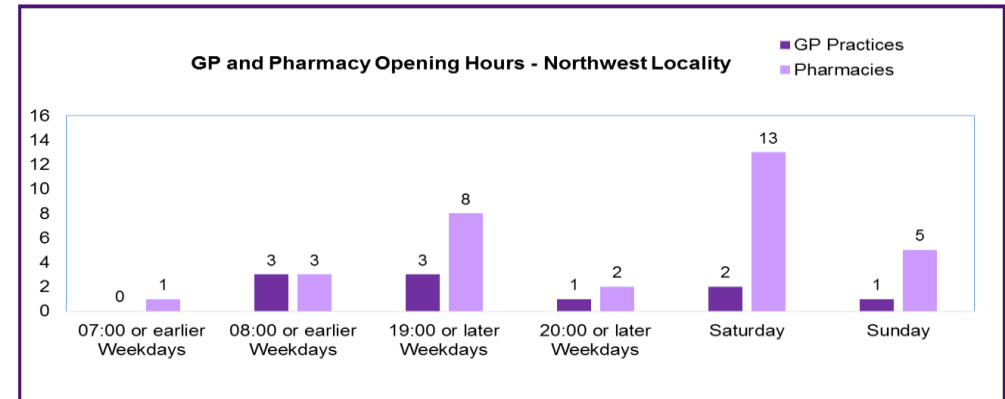 GP and Pharmacy Opening Hours - Northwest Locality
GP Practices
Pharmacies
16
14
12
10
8
6
4
2
0
0
1
3
3
3
8
1
2
2
13
1
5
07:00 or earlier
Weekdays
08:00 or earlier
Weekdays
19:00 or later
Weekdays
20:00 or later
Weekdays
Saturday
Sunday